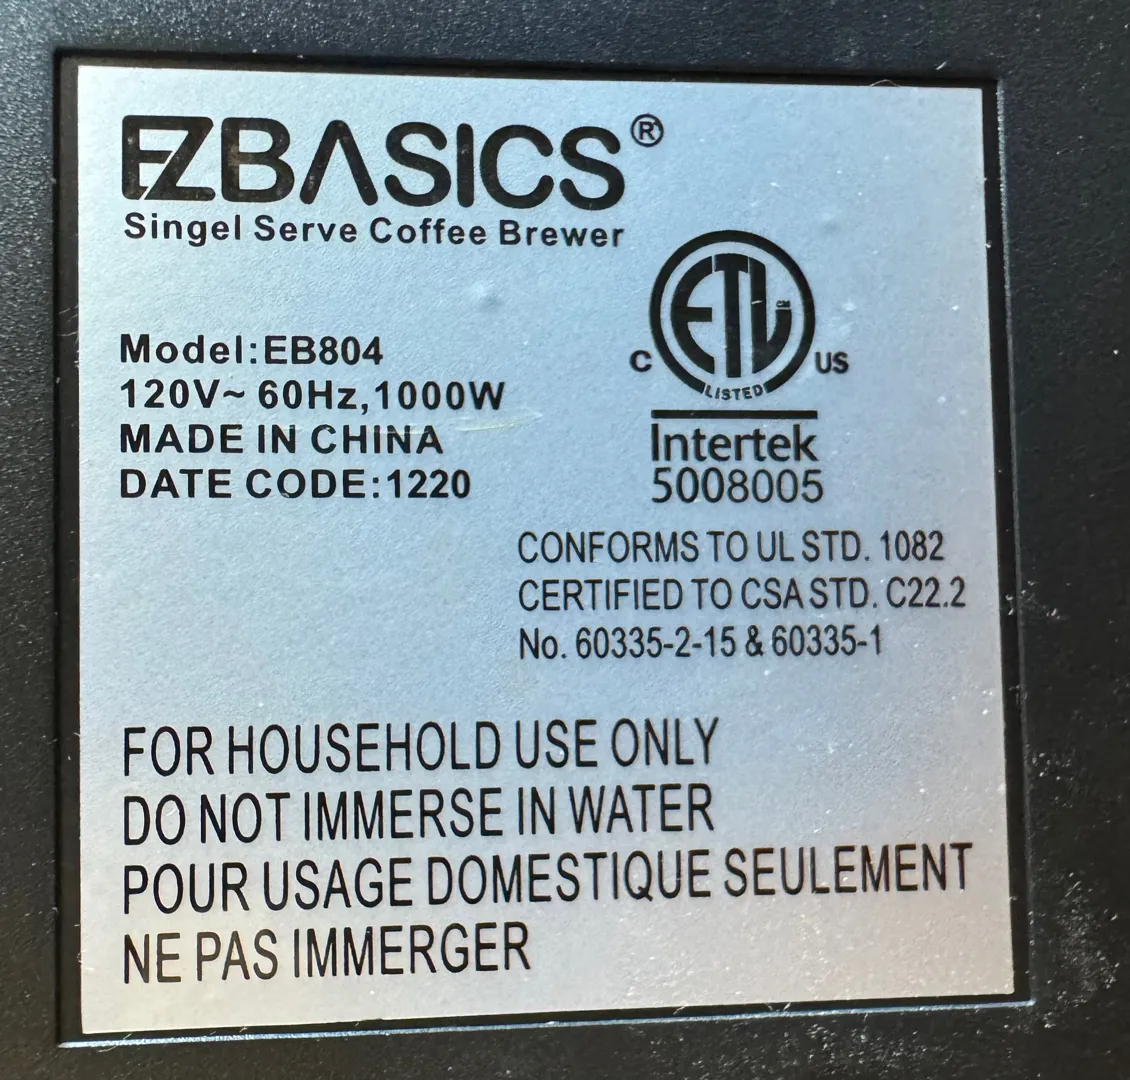 EZBASICS®
Singel Serve Coffee Brewer
Model:EB804
120V~ 60Hz,1000W
MADE IN CHINA
DATE CODE:1220
ETL CM
C US
LISTED
Intertek
5008005
CONFORMS TO UL STD. 1082
CERTIFIED TO CSA STD. C22.2
No. 60335-2-15 & 60335-1
FOR HOUSEHOLD USE ONLY
DO NOT IMMERSE IN WATER
POUR USAGE DOMESTIQUE SEULEMENT
NE PAS IMMERGER